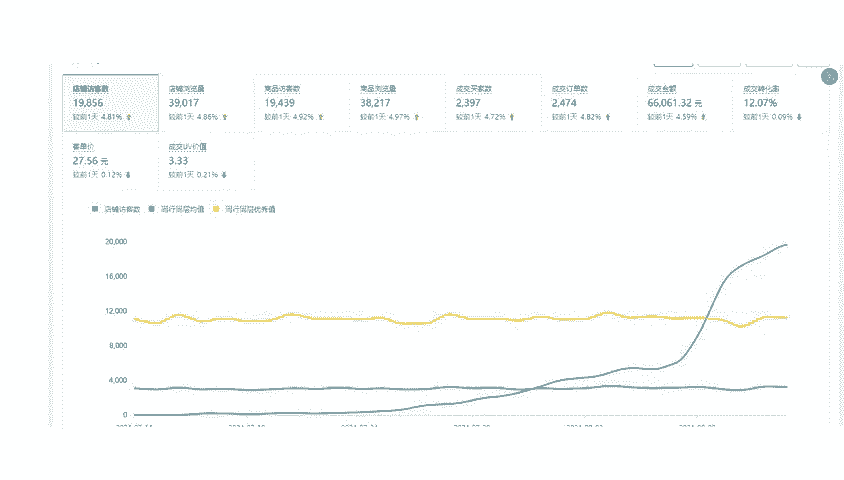 店铺访客数
19,856
较前1天 4.81%
店铺浏览量
39,017
较前1天 4.86%
商品访客数
19,439
较前1天 4.92%
商品浏览量
38,217
较前1天 4.97%
成交买家数
2,397
较前1天 4.72%
成交订单数
2,474
较前1天 4.82%
成交金额
66,061.32 元
较前1天 4.59%
成交转化率
12.07%
较前1天 0.09%
客单价
27.56 元
较前1天 0.12%
成交UV价值
3.33
较前1天 0.21%
店铺访客数 同行同层均值 同行同层优秀值
20,000
16,000
12,000
8,000
4,000
0